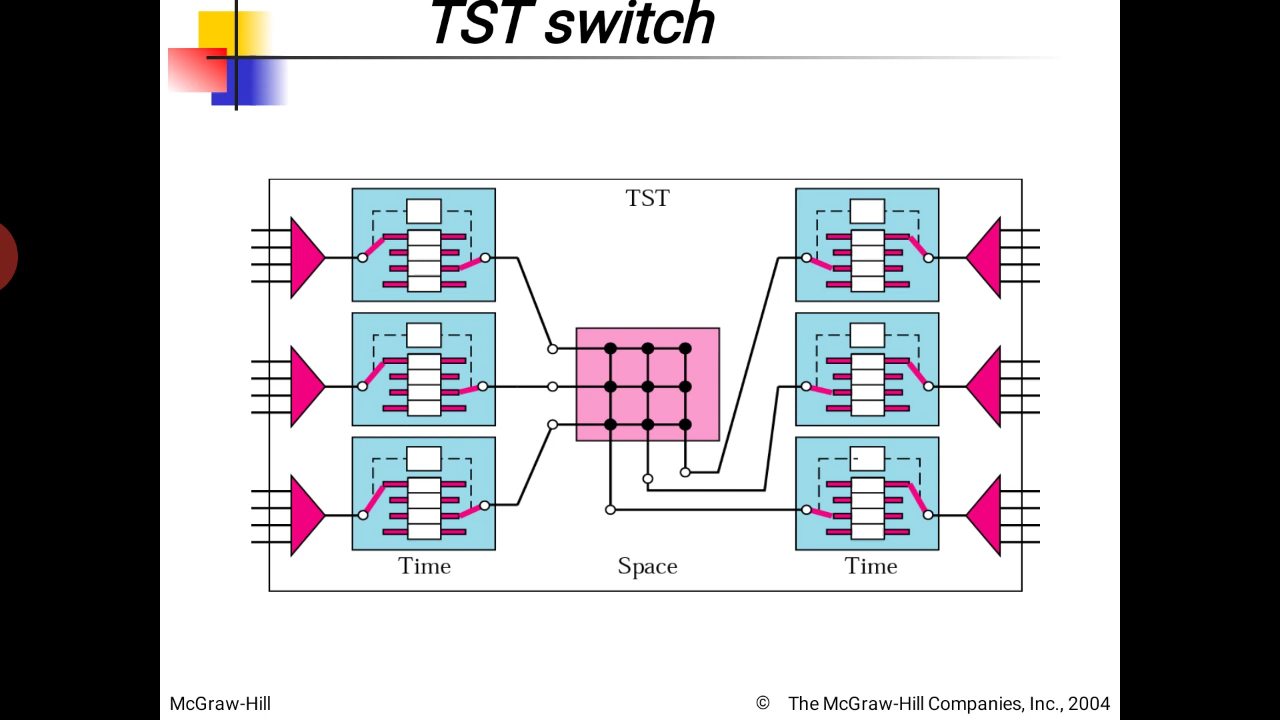 TST switch
TST
Time
Space
Time
McGraw-Hill
© The McGraw-Hill Companies, Inc., 2004